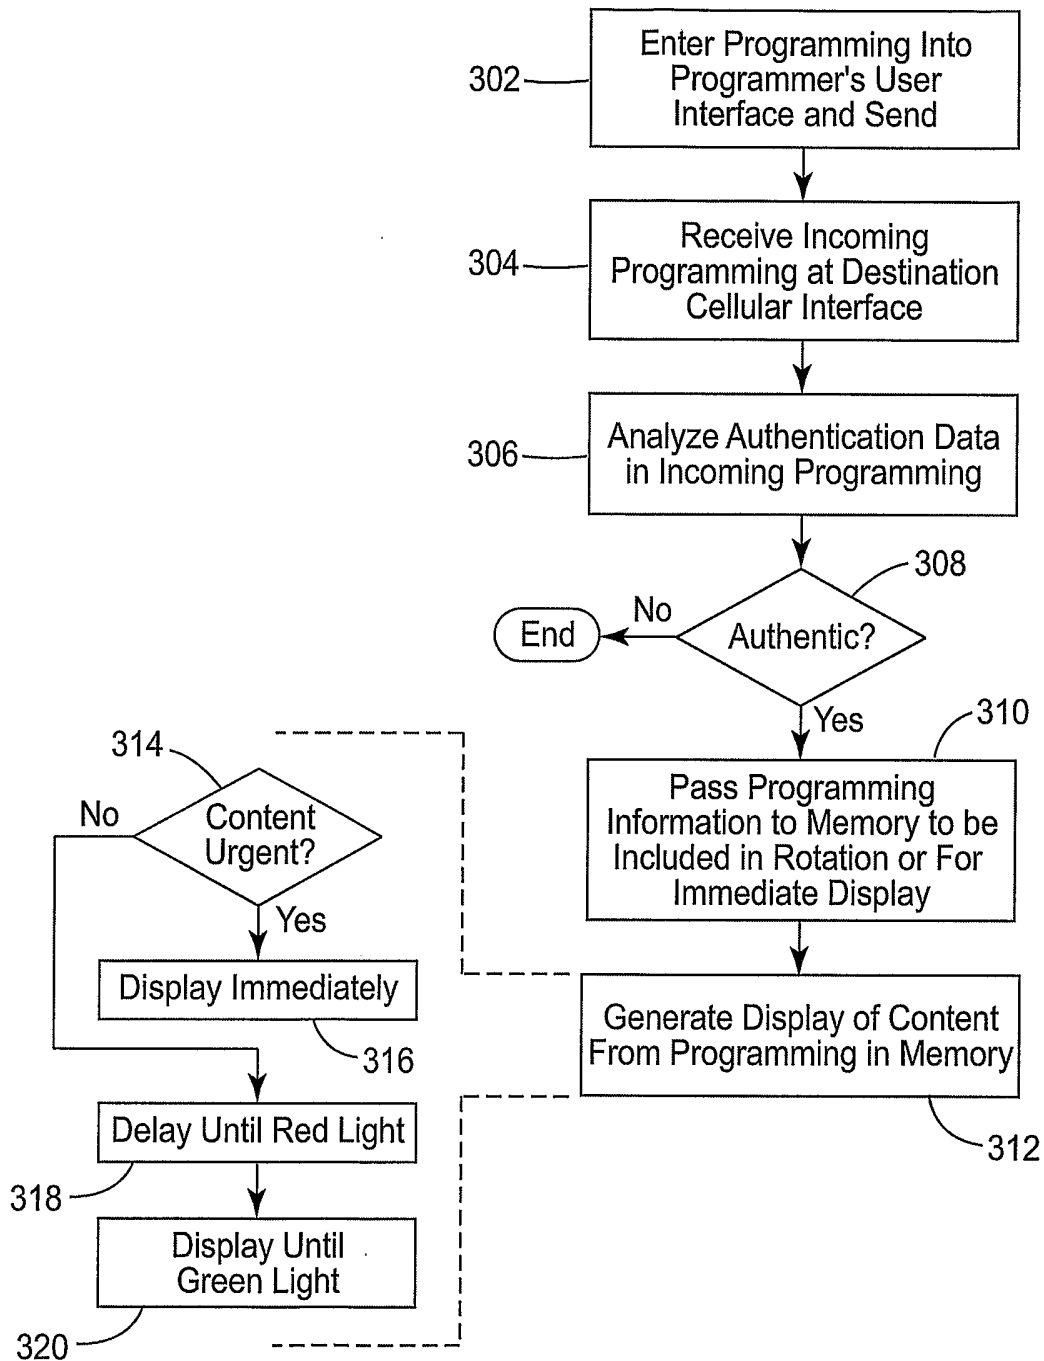 302
Enter Programming Into
Programmer's User
Interface and Send
304
Receive Incoming
Programming at Destination
Cellular Interface
306
Analyze Authentication Data
in Incoming Programming
308
Authentic?
No
End
Yes
310
Pass Programming
Information to Memory to be
Included in Rotation or For
Immediate Display
Generate Display of Content
From Programming in Memory
312
314
Content
Urgent?
No
Yes
Display Immediately
316
Delay Until Red Light
318
Display Until
Green Light
320